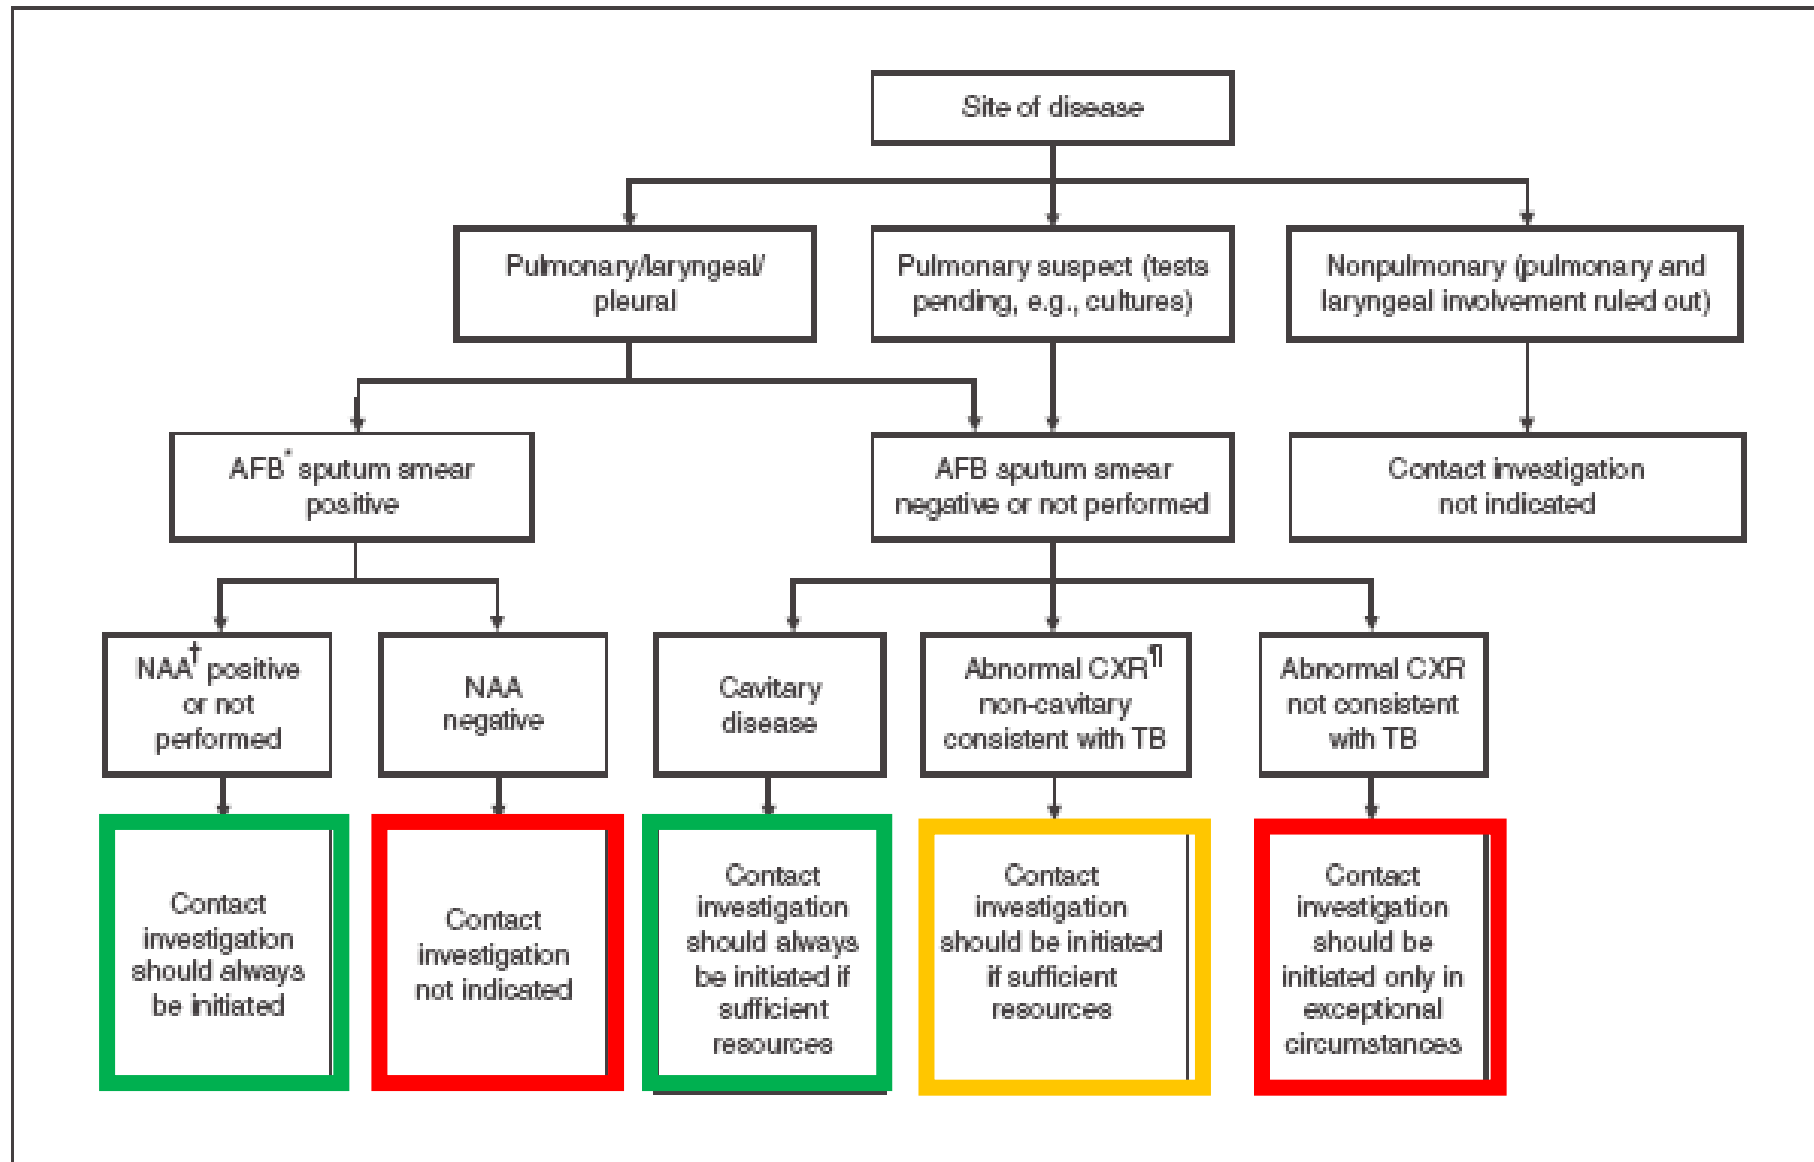 Site of disease
Pulmonary/laryngeal/
pleural
Pulmonary suspect (tests
pending, e.g., cultures)
Nonpulmonary (pulmonary and
laryngeal involvement ruled out)
AFB* sputum smear
positive
AFB sputum smear
negative or not performed
Contact investigation
not indicated
NAA† positive
or not
performed
NAA
negative
Cavitary
disease
Abnormal CXR¶
non-cavitary
consistent with TB
Abnormal CXR
not consistent
with TB
Contact
investigation
should always
be initiated
Contact
investigation
not indicated
Contact
investigation
should always
be initiated if
sufficient
resources
Contact
investigation
should be initiated
if sufficient
resources
Contact
investigation
should be
initiated only in
exceptional
circumstances